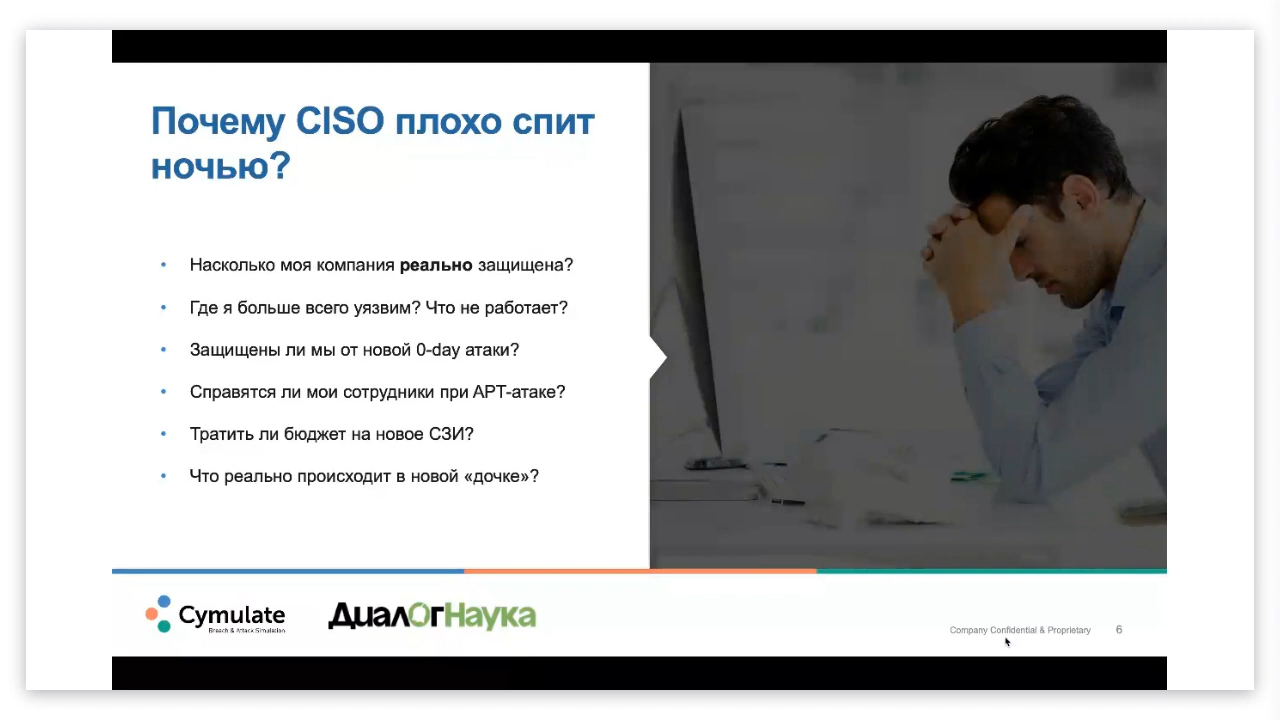 Почему CISO плохо спит
ночью?
• Насколько моя компания реально защищена?
• Где я больше всего уязвим? Что не работает?
• Защищены ли мы от новой 0-day атаки?
• Справятся ли мои сотрудники при APT-атаке?
• Тратить ли бюджет на новое СЗИ?
• Что реально происходит в новой «дочке»?
Cymulate
Breach & Attack Simulation
ДиалогНаука
Company Confidential & Proprietary 6